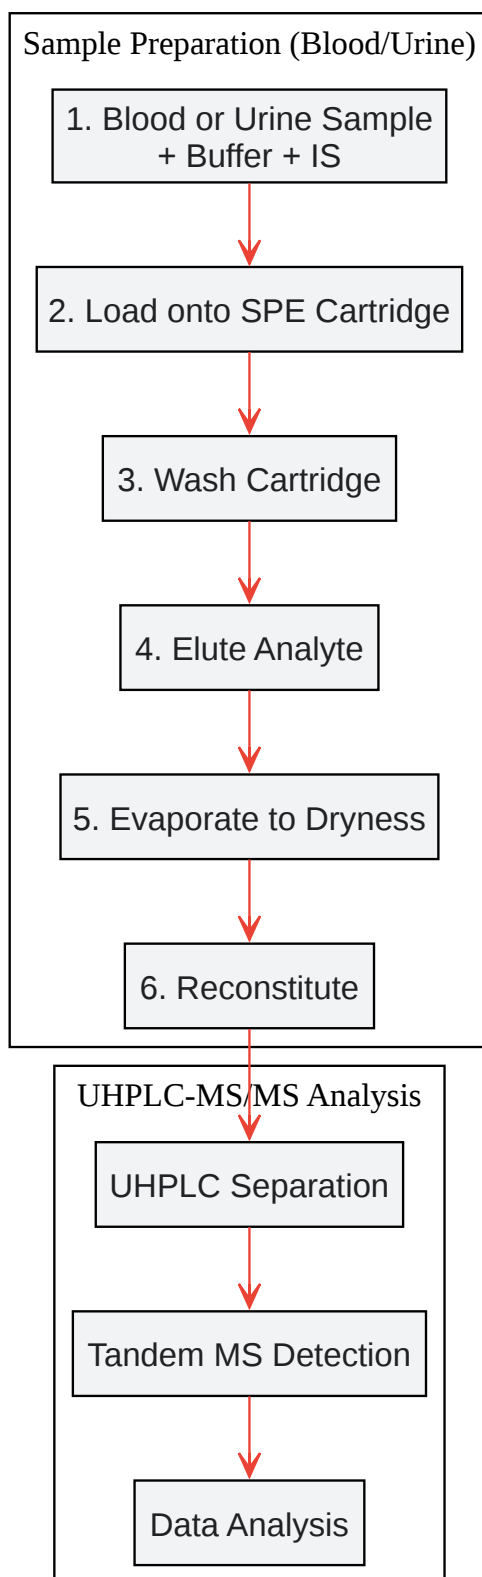 Sample Preparation (Blood/Urine)
1. Blood or Urine Sample
+ Buffer + IS
2. Load onto SPE Cartridge
3. Wash Cartridge
4. Elute Analyte
5. Evaporate to Dryness
6. Reconstitute
UHPLC-MS/MS Analysis
UHPLC Separation
Tandem MS Detection
Data Analysis